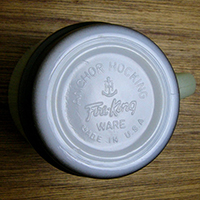 ANCHOR HOCKING
Fire-King
WARE
MADE IN U.S.A.